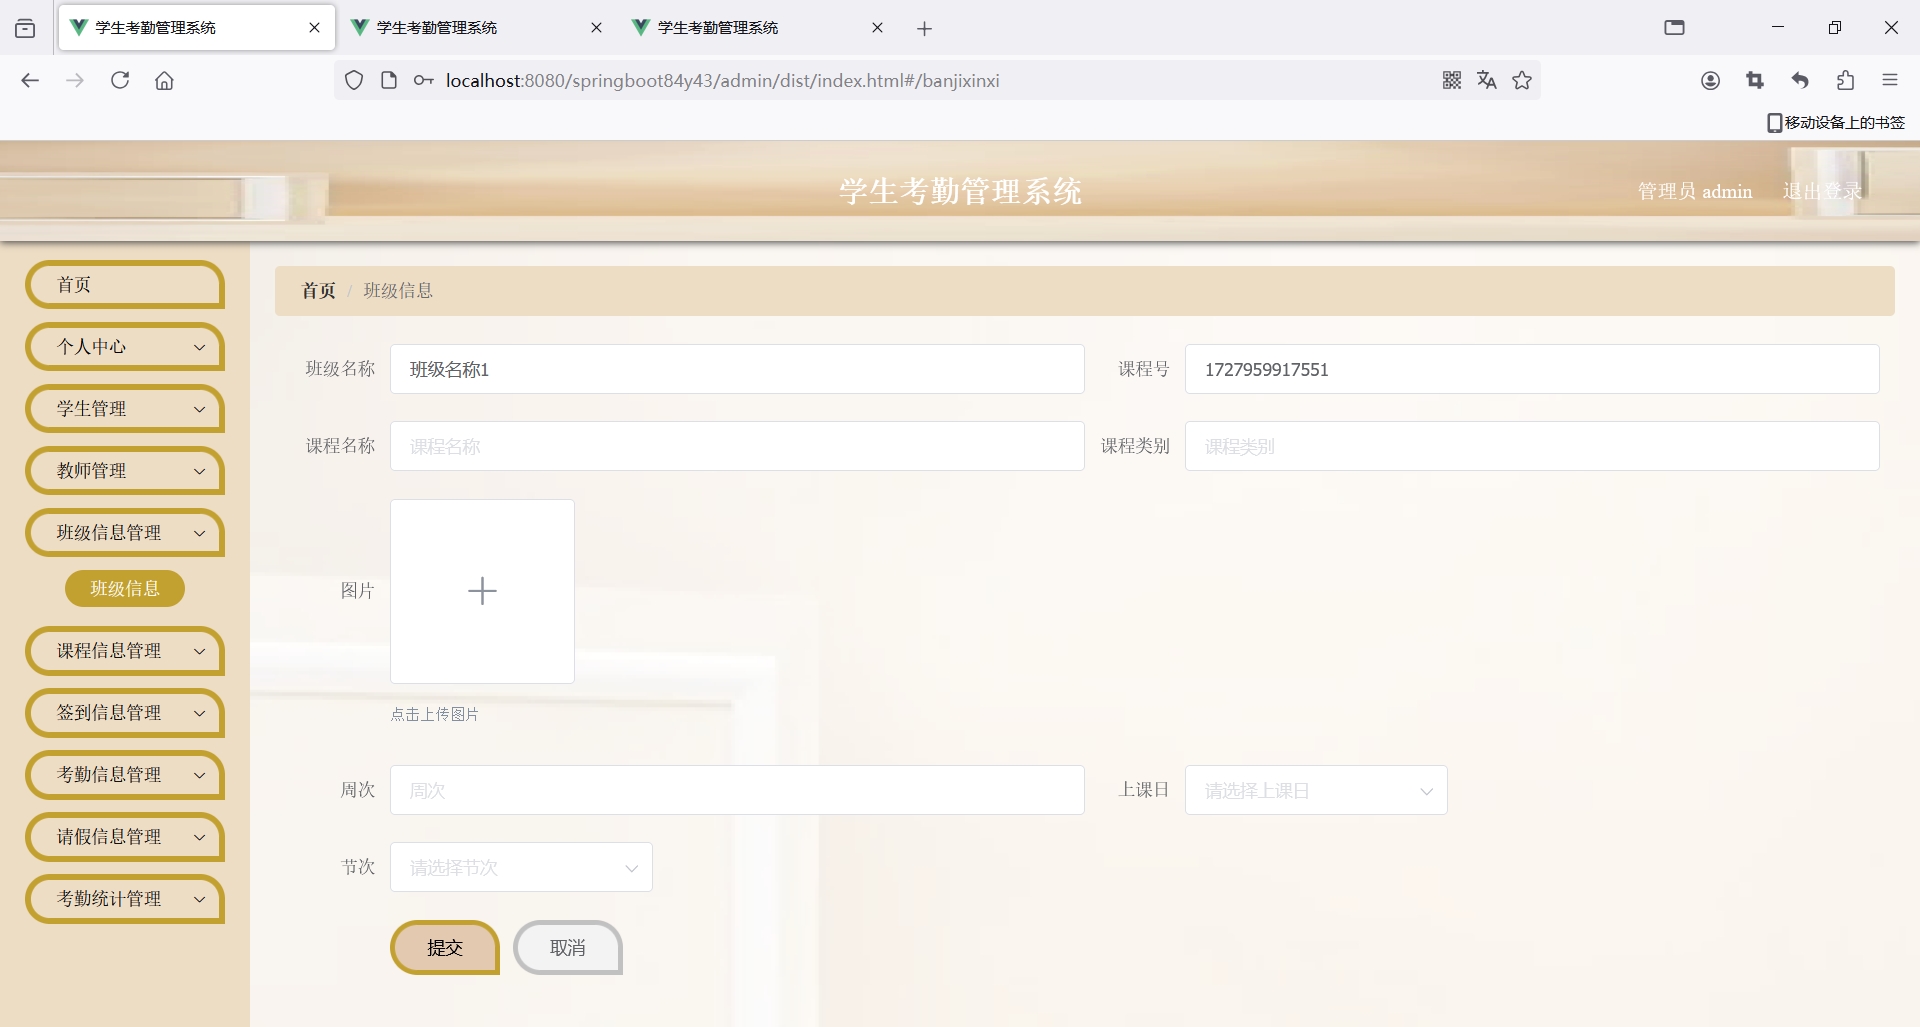 学生考勤管理系统
学生考勤管理系统
学生考勤管理系统
localhost:8080/springboot84y43/admin/dist/index.html#/banjixinxi
移动设备上的书签
学生考勤管理系统
管理员 admin
退出登录
首页
个人中心
学生管理
教师管理
班级信息管理
班级信息
课程信息管理
签到信息管理
考勤信息管理
请假信息管理
考勤统计管理
首页 / 班级信息
班级名称 班级名称1
课程号 1727959917551
课程名称 课程名称
课程类别 课程类别
图片
点击上传图片
周次 周次
上课日 请选择上课日
节次 请选择节次
提交 取消